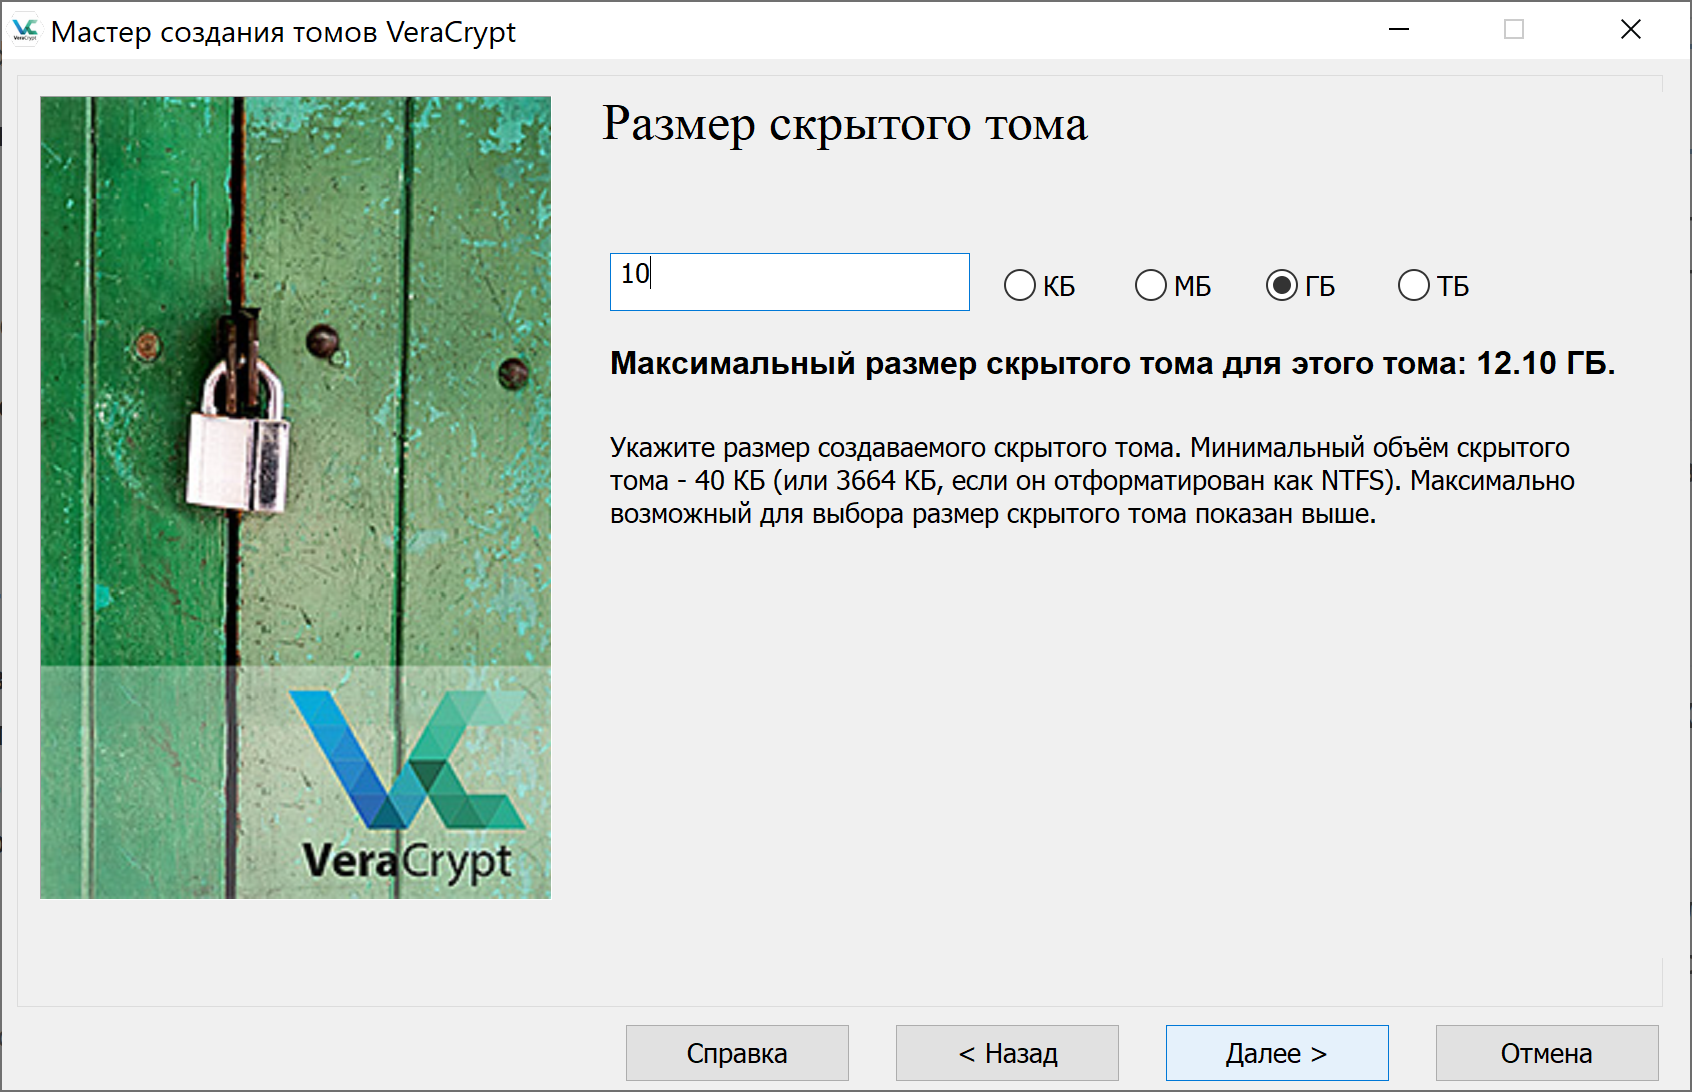 Мастер создания томов VeraCrypt
Размер скрытого тома
10
КБ МБ ГБ ТБ
Максимальный размер скрытого тома для этого тома: 12.10 ГБ.
Укажите размер создаваемого скрытого тома. Минимальный объём скрытого
тома - 40 КБ (или 3664 КБ, если он отформатирован как NTFS). Максимально
возможный для выбора размер скрытого тома показан выше.
VeraCrypt
Справка < Назад Далее > Отмена